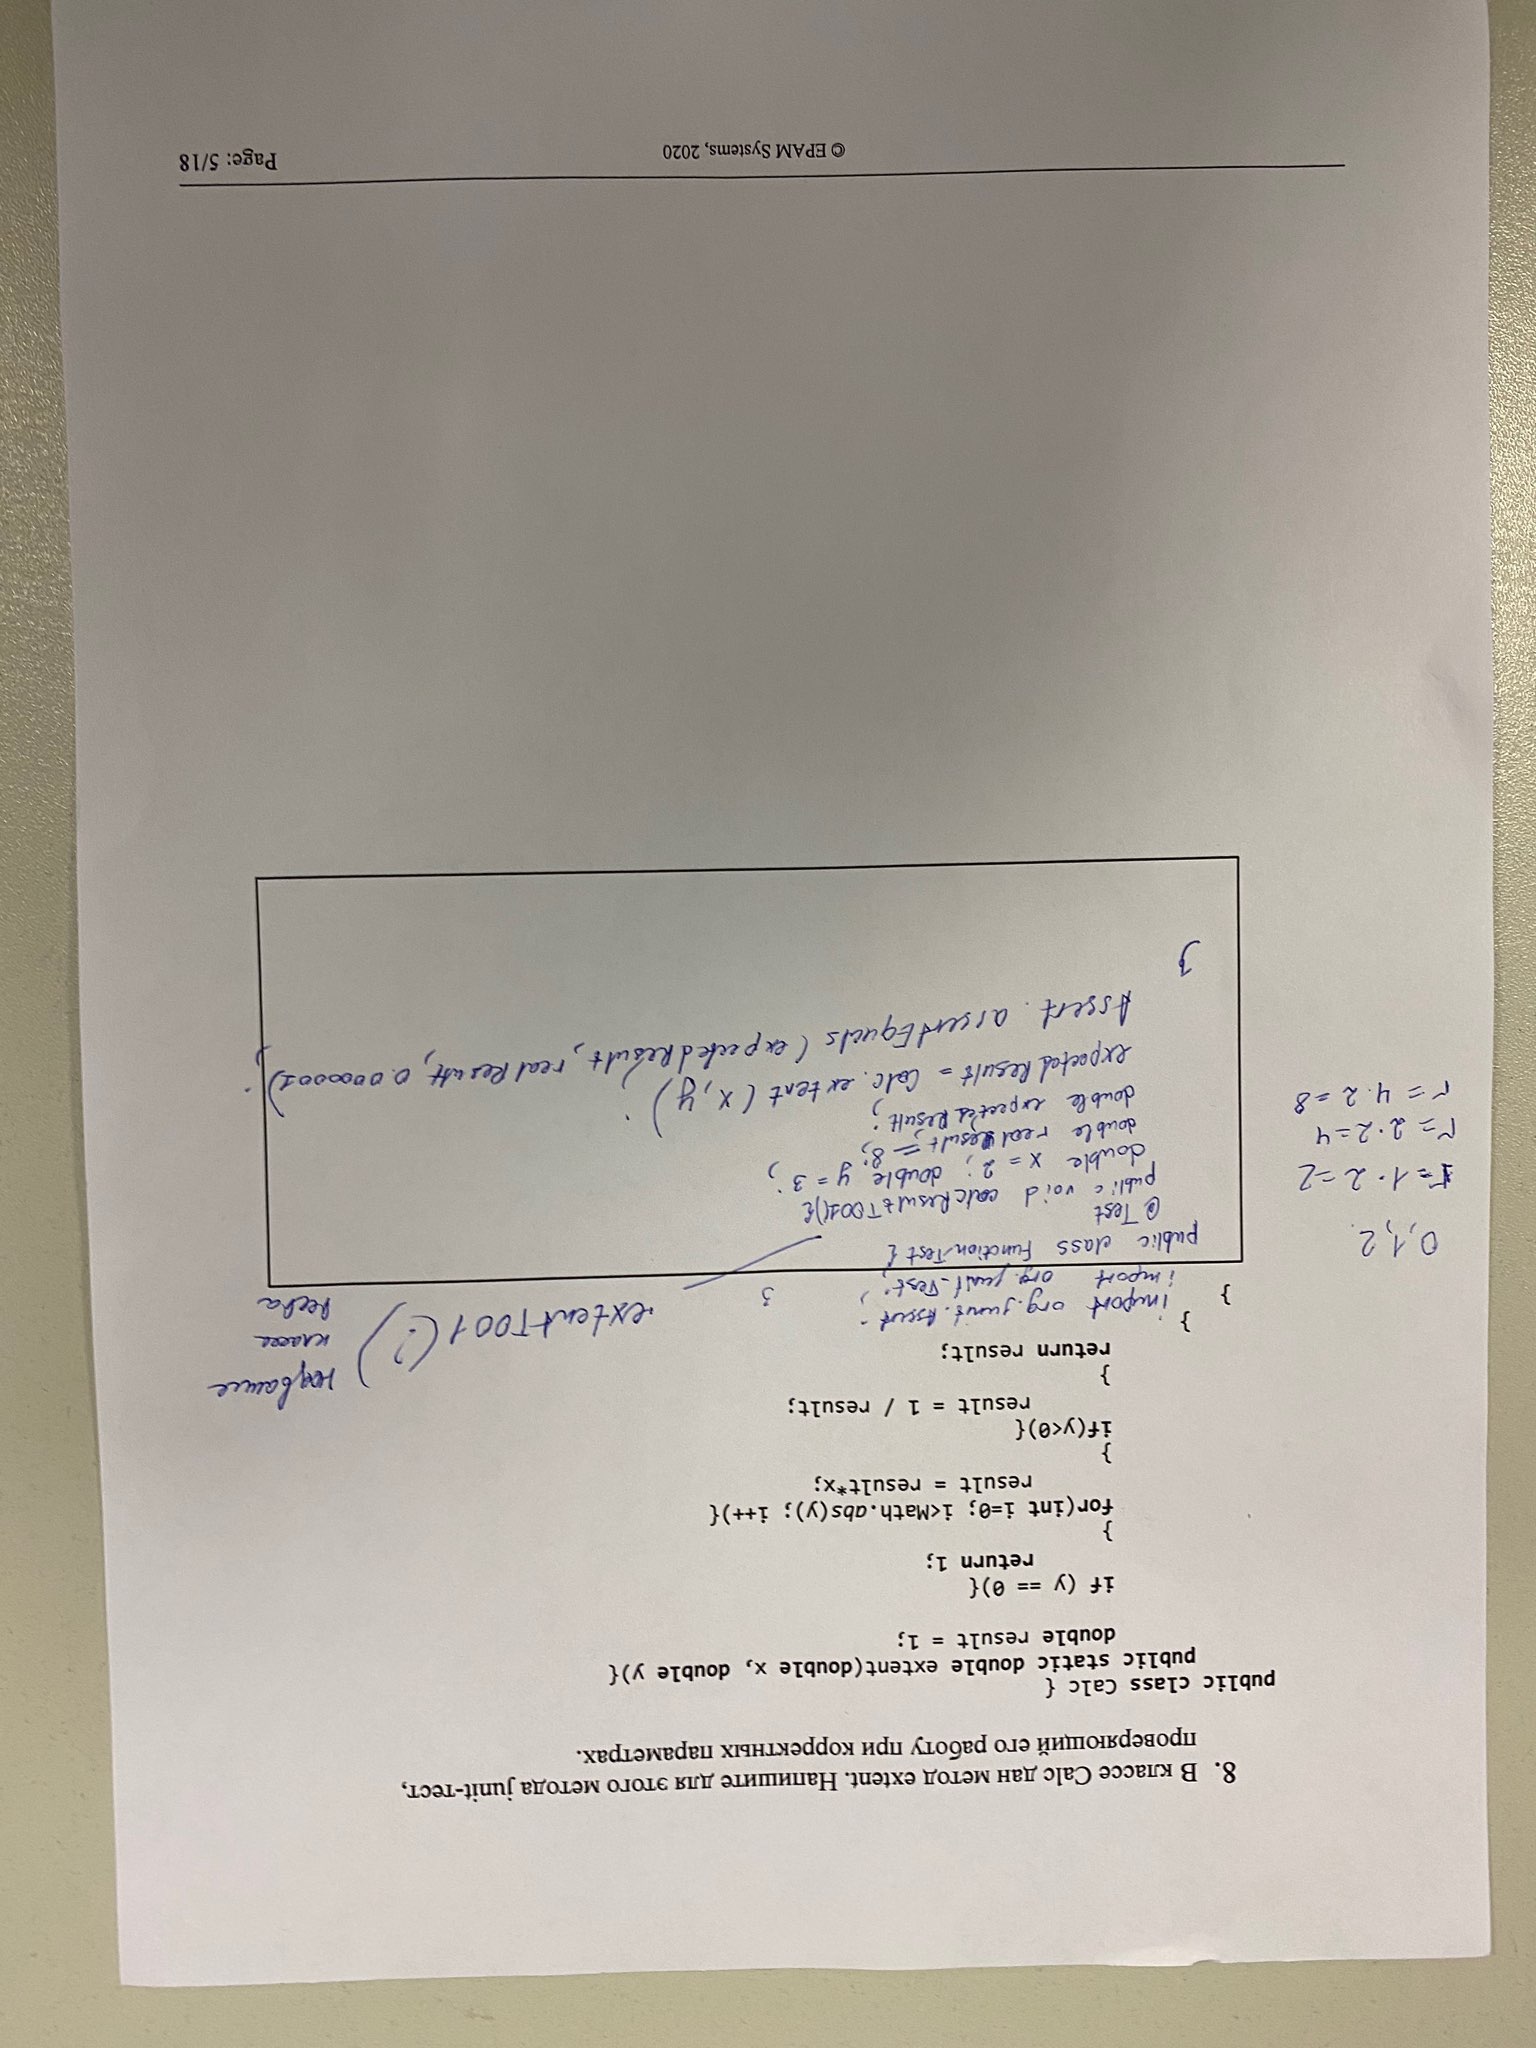 8. В классе Calc дан метод extent. Напишите для этого метода junit-тест,
проверяющий его работу при корректных параметрах.
public class Calc {
public static double extent(double x, double y){
double result = 1;
if (y == 0){
return 1;
}
for(int i=0; i<Math.abs(y); i++){
result = result*x;
}
if(y<0){
result = 1 / result;
}
return result;
}
}
название
класса
extentT001(?)
import org.junit.Assert;
import org.junit.Test;
3
public class FunctionTest {
@Test
public void calcResultT001(){
double x = 2; double y = 3;
double realResult = 8;
double expectedResult;
expectedResult = Calc.extent(x, y);
Assert.assertEquals(expectedResult, realResult, 0.000001);
}
0,1,2.
r=1·2=2
r=2·2=4
r=4·2=8
© EPAM Systems, 2020
Page: 5/18